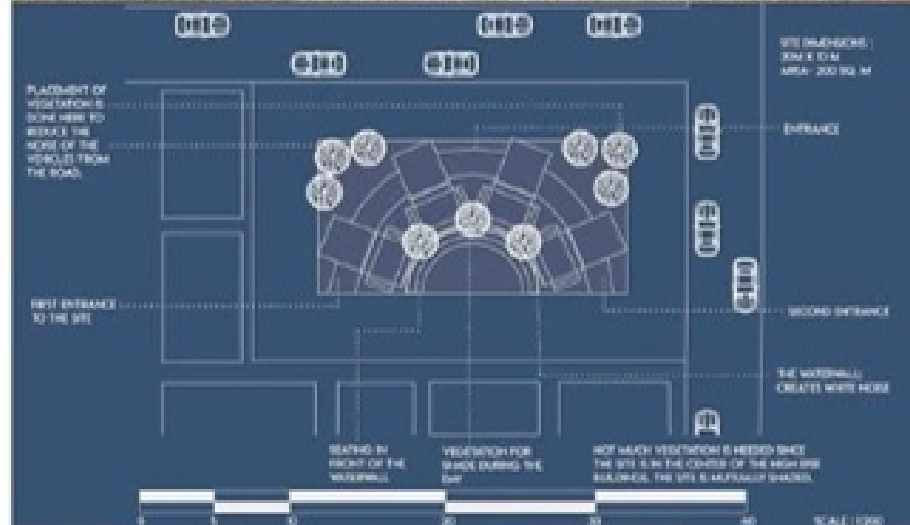 SITE DIMENSIONS :
20M X 10 M
AREA- 200 SQ. M
PLACEMENT OF
VEGETATION IS
DONE HERE TO
REDUCE THE
NOISE OF THE
VEHICLES FROM
THE ROAD.
ENTRANCE
FIRST ENTRANCE
TO THE SITE
SECOND ENTRANCE
THE WATERWALL
CREATES WHITE NOISE
SEATING IN
FRONT OF THE
WATERWALL
VEGETATION FOR
SHADE DURING THE
DAY
NOT MUCH VEGETATION IS NEEDED SINCE
THE SITE IS IN THE CENTER OF THE HIGH RISE
BUILDINGS. THE SITE IS MUTUALLY SHADED.
0 5 10 20 30 40
SCALE : 1:200